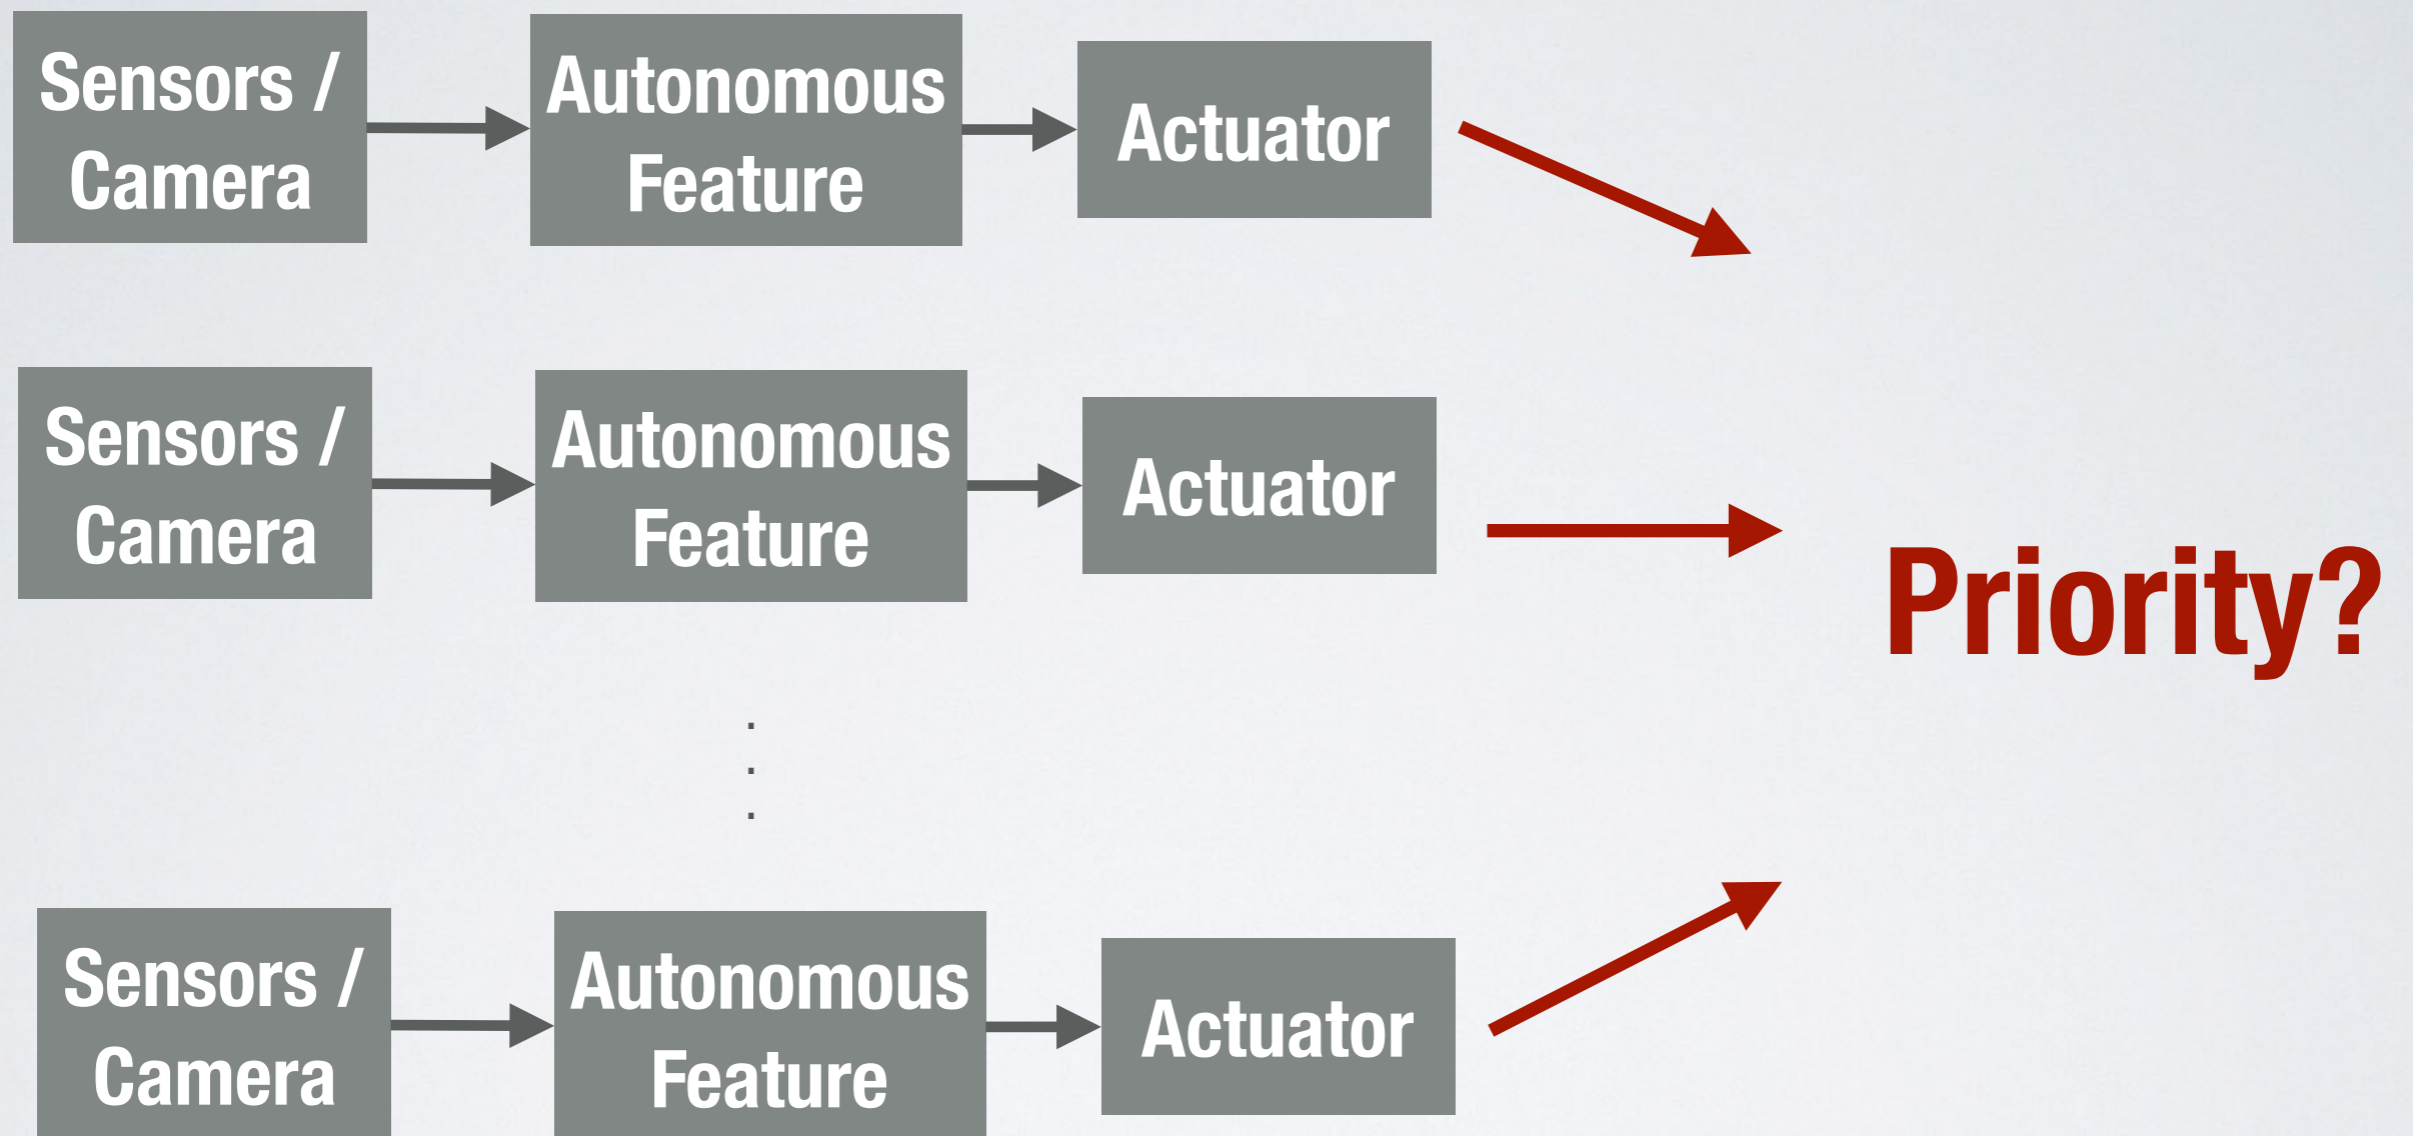 Sensors /
Camera
Autonomous
Feature
Actuator
Sensors /
Camera
Autonomous
Feature
Actuator
Priority?
.
.
.
Sensors /
Camera
Autonomous
Feature
Actuator